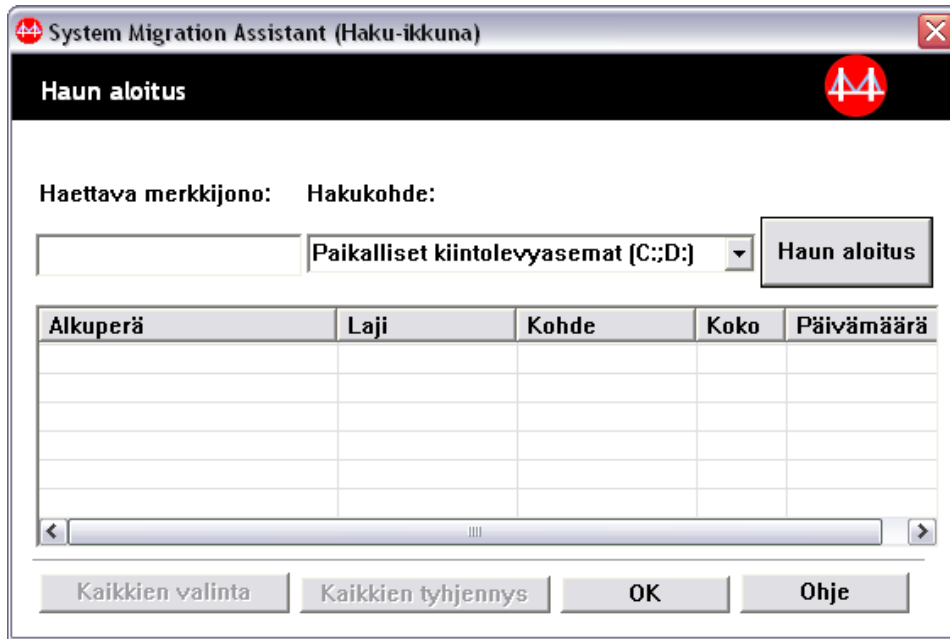 System Migration Assistant (Haku-ikkuna)
Haun aloitus
Haettava merkkijono: Hakukohde:
Paikalliset kiintolevyasemat (C:;D:) Haun aloitus
Alkuperä Laji Kohde Koko Päivämäärä
Kaikkien valinta Kaikkien tyhjennys OK Ohje